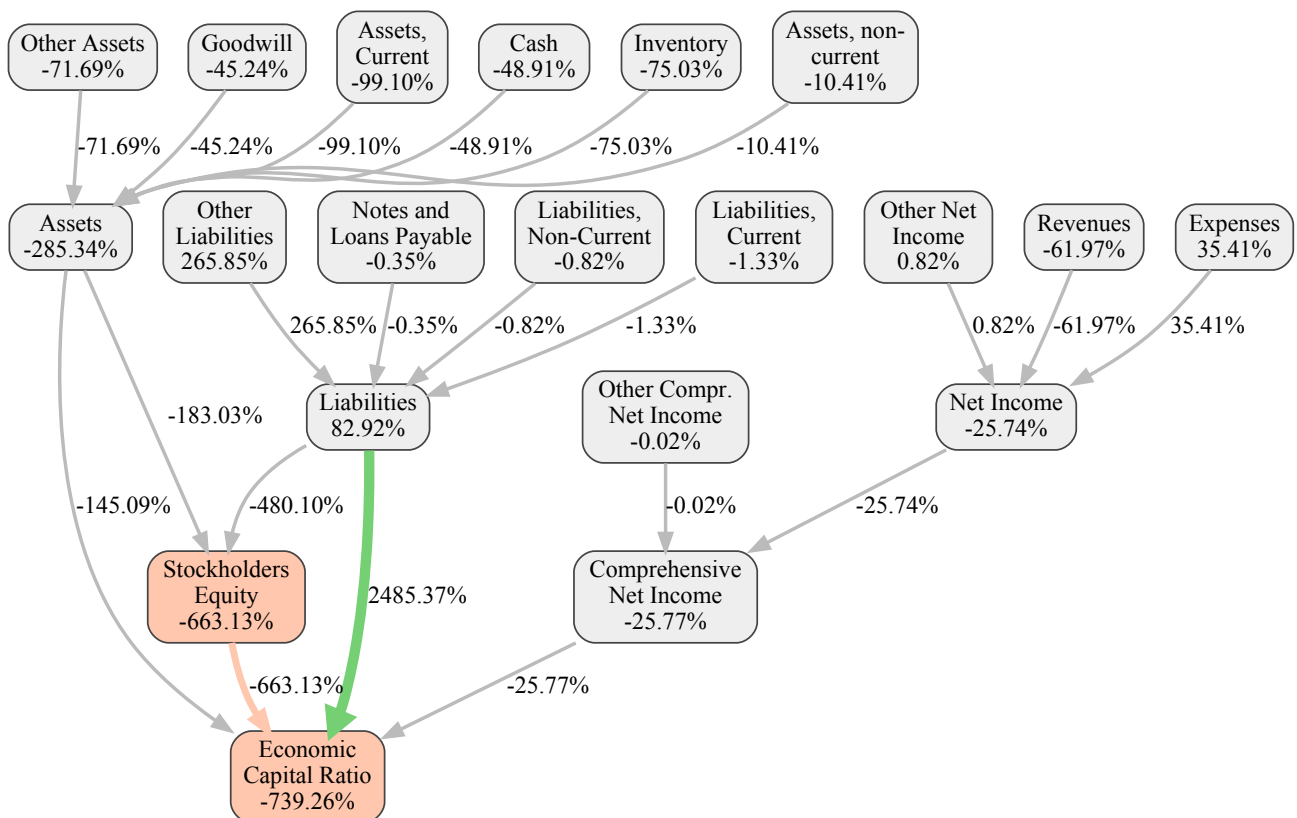 Other Assets
-71.69%
Goodwill
-45.24%
Assets,
Current
-99.10%
Cash
-48.91%
Inventory
-75.03%
Assets, non-
current
-10.41%
-71.69%
-45.24%
-99.10%
-48.91%
-75.03%
-10.41%
Assets
-285.34%
Other
Liabilities
265.85%
Notes and
Loans Payable
-0.35%
Liabilities,
Non-Current
-0.82%
Liabilities,
Current
-1.33%
Other Net
Income
0.82%
Revenues
-61.97%
Expenses
35.41%
265.85%
-0.35%
-0.82%
-1.33%
0.82%
-61.97%
35.41%
-183.03%
Liabilities
82.92%
Other Compr.
Net Income
-0.02%
Net Income
-25.74%
-145.09%
-480.10%
-0.02%
-25.74%
Stockholders
Equity
-663.13%
2485.37%
Comprehensive
Net Income
-25.77%
-663.13%
-25.77%
Economic
Capital Ratio
-739.26%